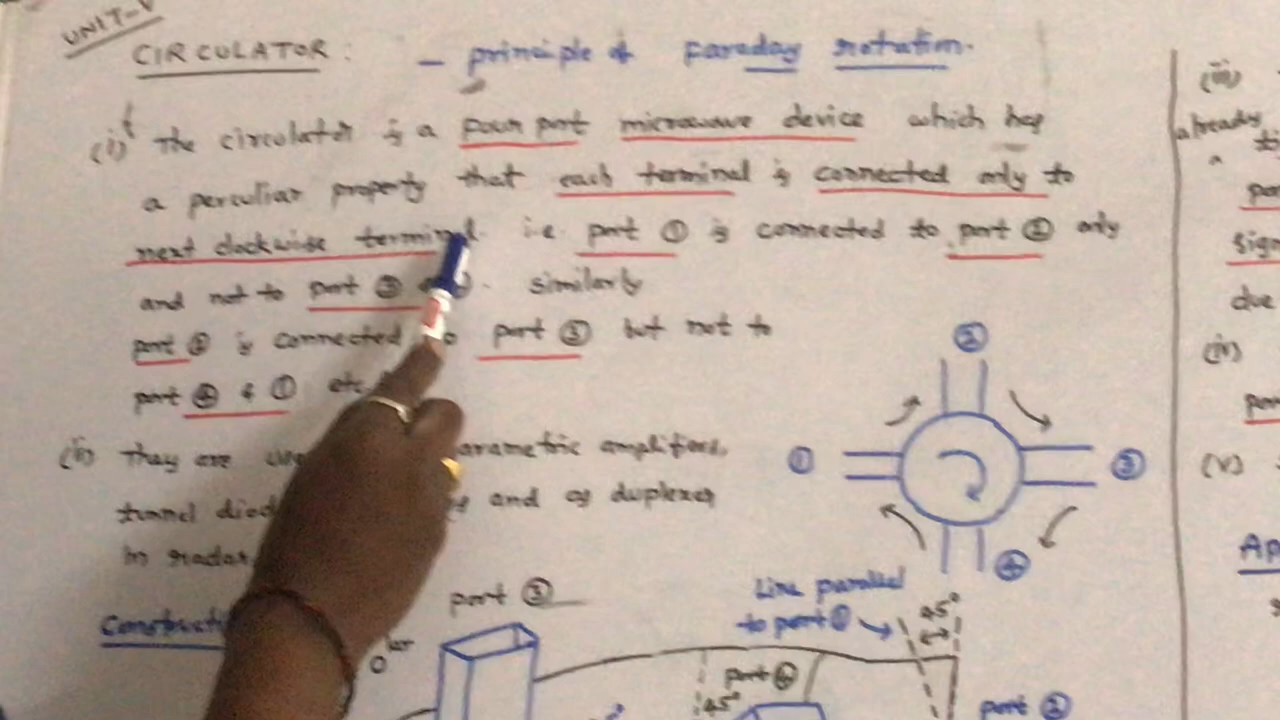 UNIT-V
CIRCULATOR : - principle of Faraday rotation.
(i) The circulator is a Four port microwave device which has
a perculiar property that each terminal is connected only to
next clockwise terminal. i.e. port ① is connected to port ② only
and not to port ③ similarly
port ② is connected to port ③ but not to
port ④ & ① etc
(ii) They are parametric amplifiers,
tunnel and as duplexer
in radar
②
①
③
④
port ③
Line parallel
to port ①
45°
port ④
45°
port ②
(iii)
already
due
(iv)
(v)